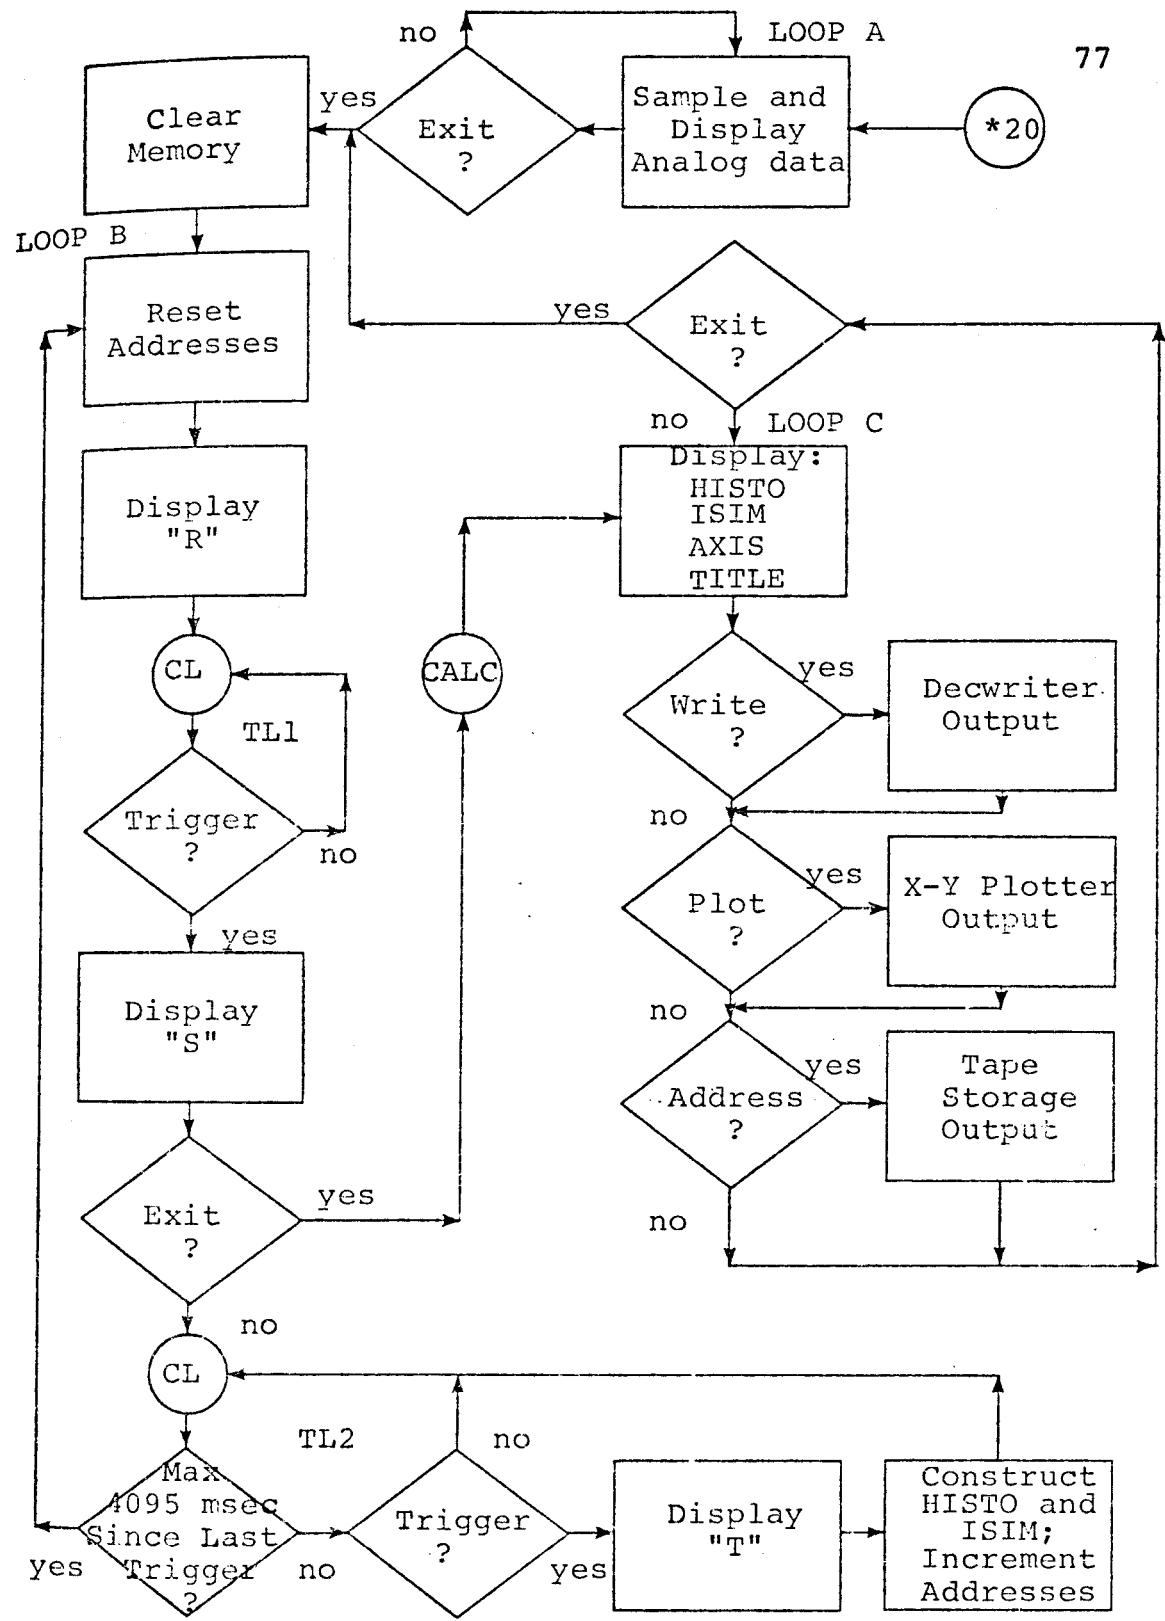 77
no
LOOP A
Clear
Memory
yes
Exit
?
Sample and
Display
Analog data
*20
LOOP B
Reset
Addresses
yes
Exit
?
no
LOOP C
Display
"R"
Display:
HISTO
ISIM
AXIS
TITLE
CL
TL1
CALC
Write
?
yes
Decwriter
Output
no
Trigger
?
no
yes
Plot
?
yes
X-Y Plotter
Output
no
Display
"S"
Address
?
yes
Tape
Storage
Output
no
Exit
?
yes
no
CL
TL2
Max
4095 msec
Since Last
Trigger
?
yes
no
Trigger
?
no
yes
Display
"T"
Construct
HISTO and
ISIM;
Increment
Addresses